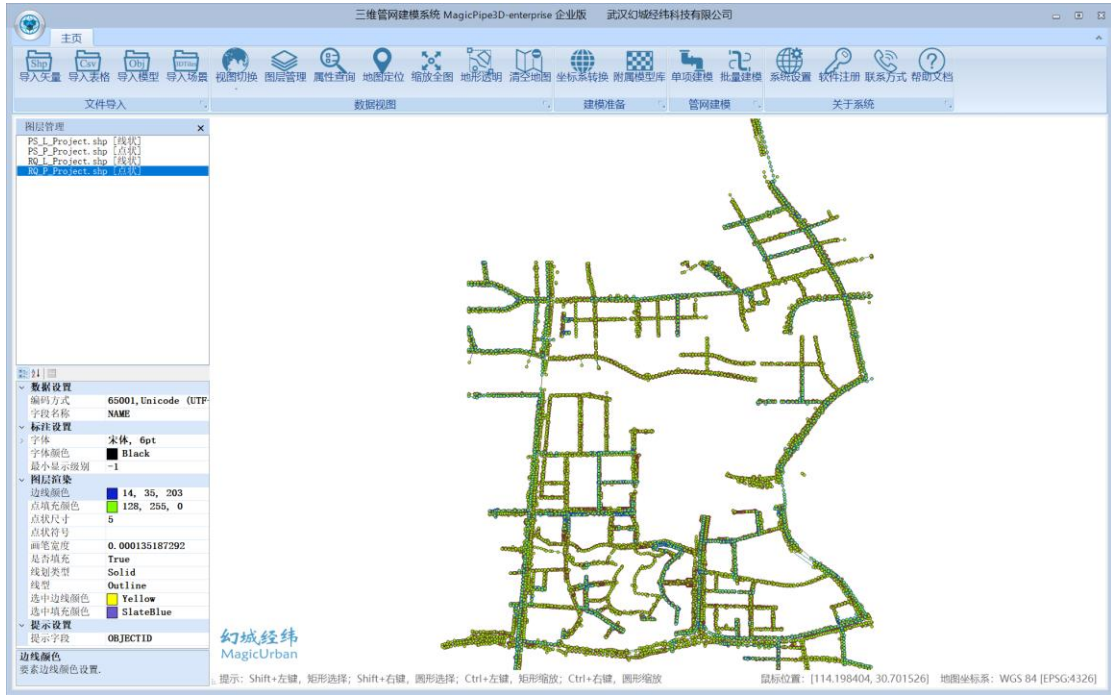 三维管网建模系统 MagicPipe3D-enterprise 企业版 武汉幻城经纬科技有限公司
主页
Shp Csv Obj 3DTiles
导入矢量 导入表格 导入模型 导入场景 视图切换 图层管理 属性查询 地图定位 缩放全图 地形透明 清空地图 坐标系转换 附属模型库 单项建模 批量建模 系统设置 软件注册 联系方式 帮助文档
文件导入 数据视图 建模准备 管网建模 关于系统
图层管理
PS_L_Project.shp [线状]
PS_P_Project.shp [点状]
RQ_L_Project.shp [线状]
RQ_P_Project.shp [点状]
数据设置
编码方式 65001,Unicode (UTF-
字段名称 NAME
标注设置
字体 宋体, 6pt
字体颜色 Black
最小显示级别 -1
图层渲染
边线颜色 14, 35, 203
点填充颜色 128, 255, 0
点状尺寸 5
点状符号
画笔宽度 0.000135187292
是否填充 True
线划类型 Solid
线型 Outline
选中边线颜色 Yellow
选中填充颜色 SlateBlue
提示设置
提示字段 OBJECTID
边线颜色
要素边线颜色设置.
幻城经纬
MagicUrban
提示: Shift+左键, 矩形选择; Shift+右键, 圆形选择; Ctrl+左键, 矩形缩放; Ctrl+右键, 圆形缩放 鼠标位置: [114.198404, 30.701526] 地图坐标系: WGS 84 [EPSG:4326]